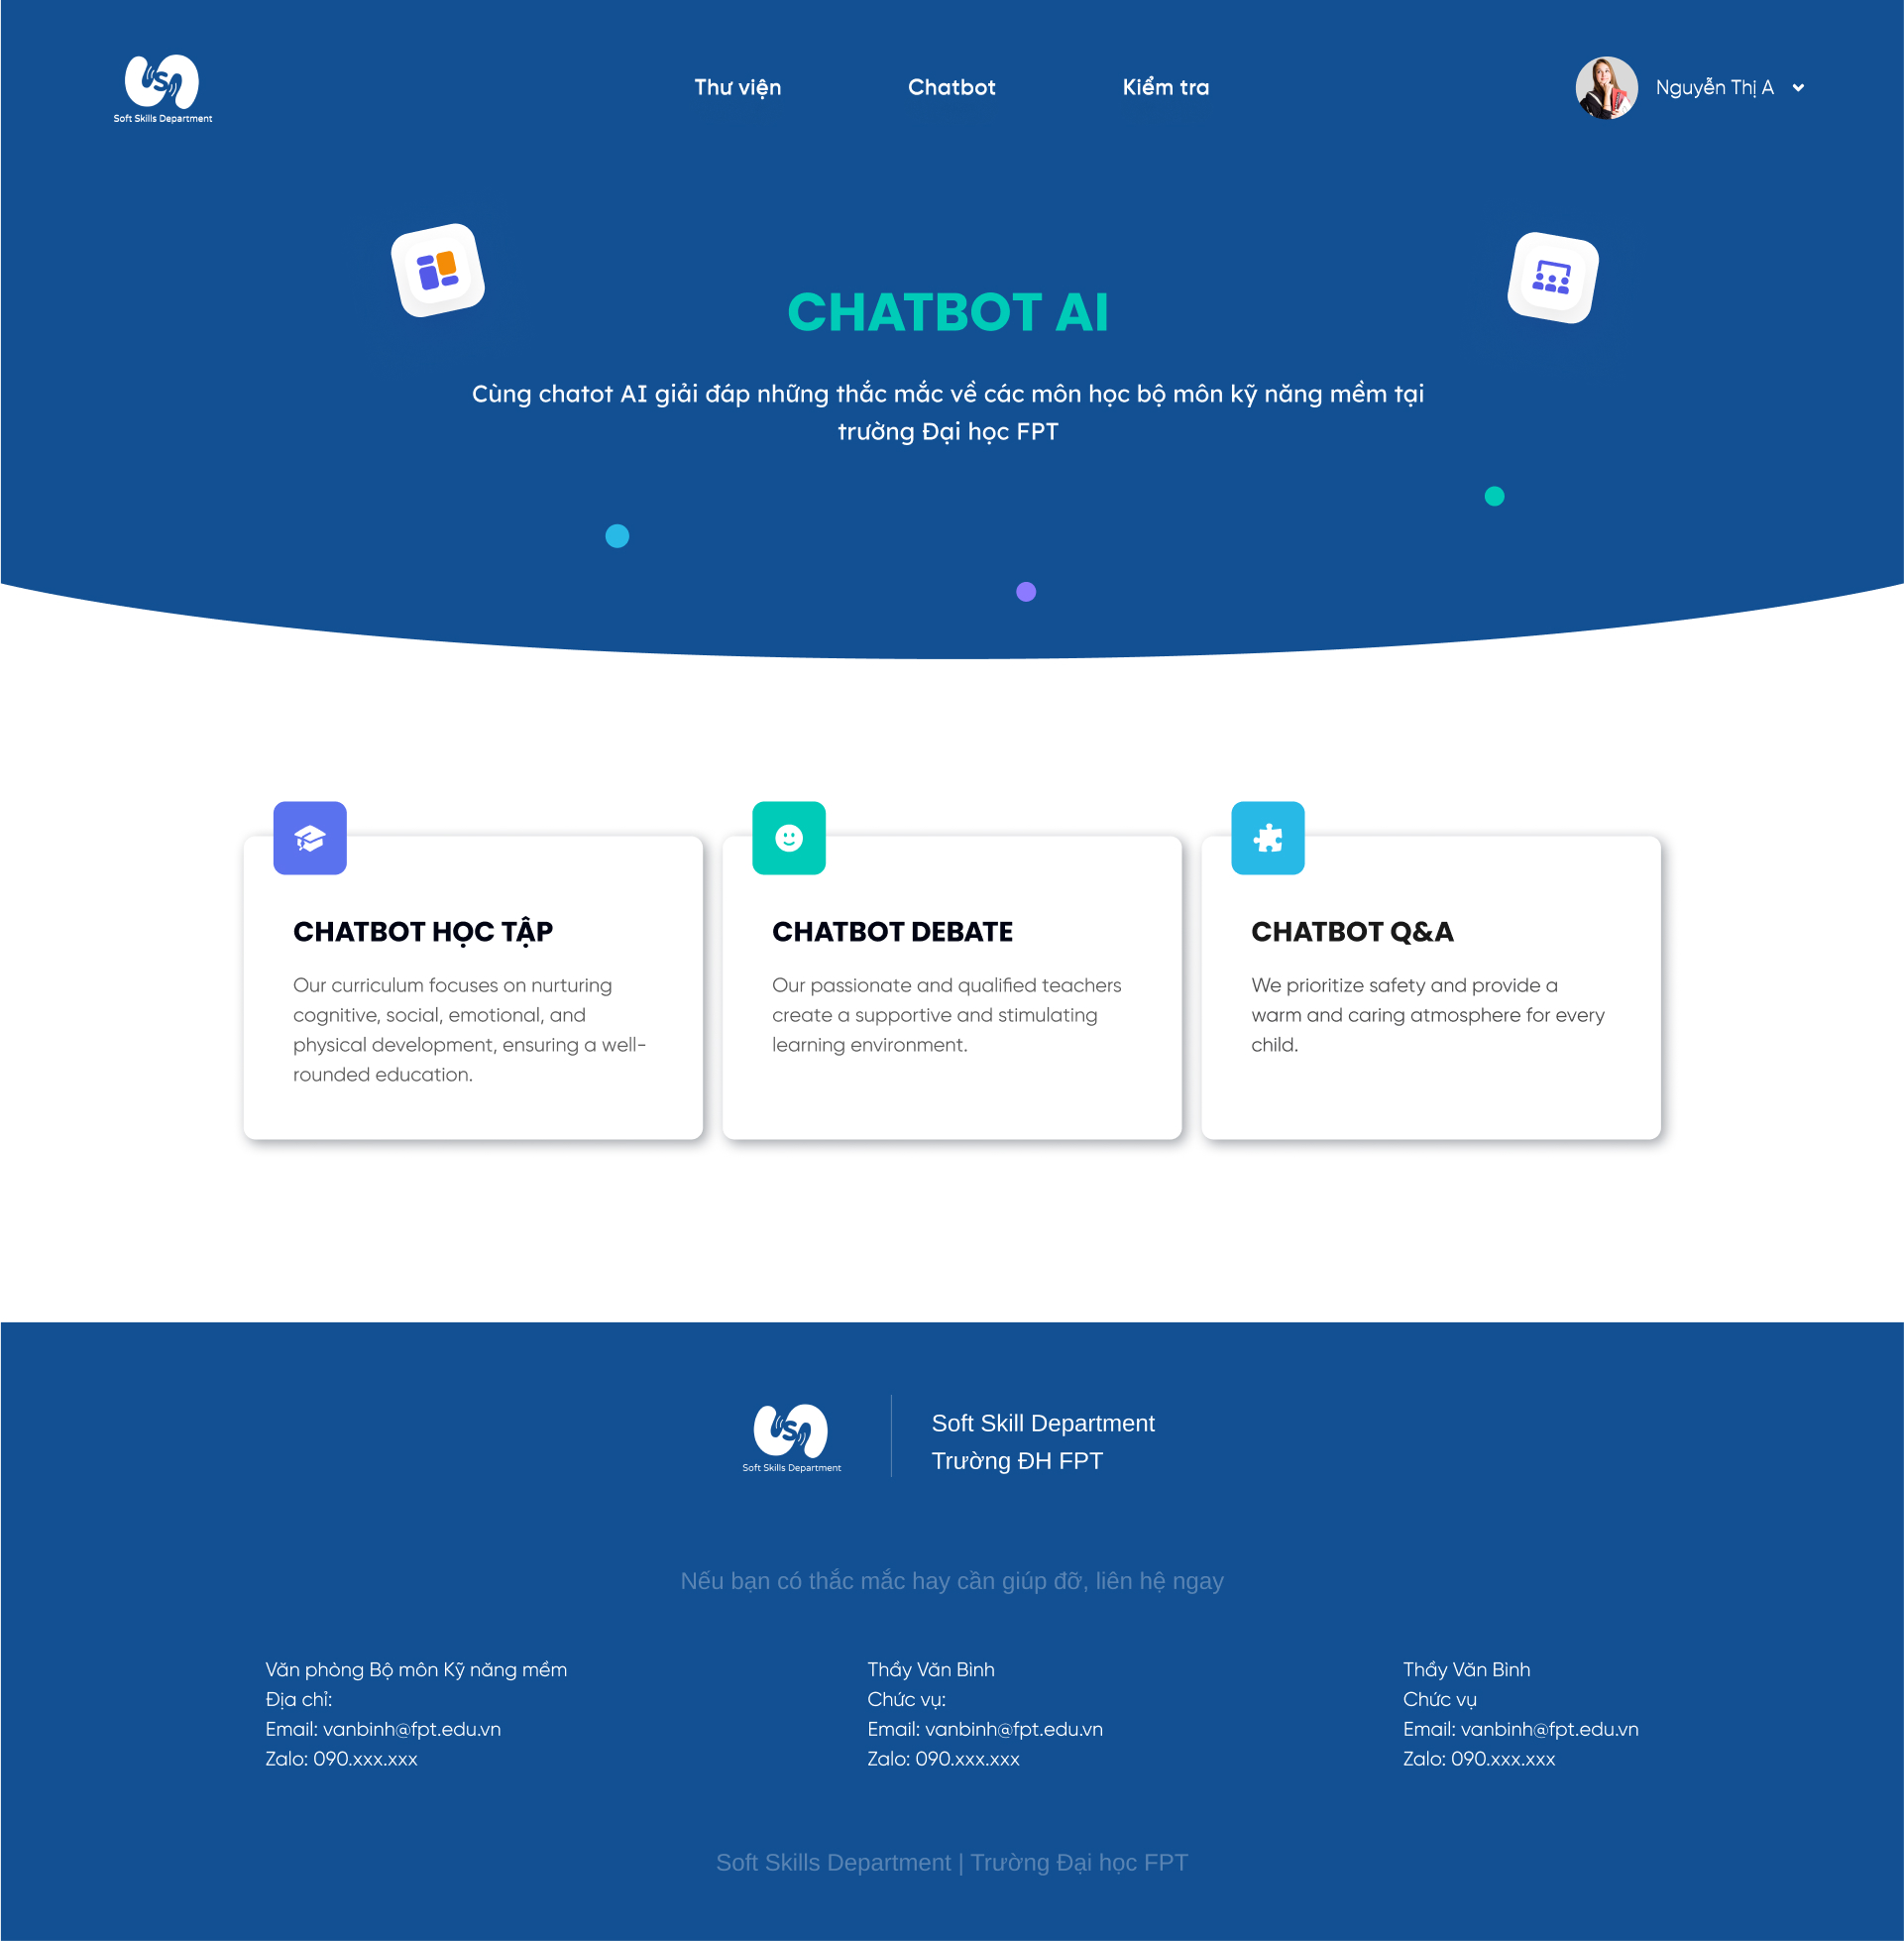 Soft Skills Department
Thư viện
Chatbot
Kiểm tra
Nguyễn Thị A
CHATBOT AI
Cùng chatot AI giải đáp những thắc mắc về các môn học bộ môn kỹ năng mềm tại
trường Đại học FPT
CHATBOT HỌC TẬP
Our curriculum focuses on nurturing
cognitive, social, emotional, and
physical development, ensuring a well-
rounded education.
CHATBOT DEBATE
Our passionate and qualified teachers
create a supportive and stimulating
learning environment.
CHATBOT Q&A
We prioritize safety and provide a
warm and caring atmosphere for every
child.
Soft Skills Department
Soft Skill Department
Trường ĐH FPT
Nếu bạn có thắc mắc hay cần giúp đỡ, liên hệ ngay
Văn phòng Bộ môn Kỹ năng mềm
Địa chỉ:
Email: vanbinh@fpt.edu.vn
Zalo: 090.xxx.xxx
Thầy Văn Bình
Chức vụ:
Email: vanbinh@fpt.edu.vn
Zalo: 090.xxx.xxx
Thầy Văn Bình
Chức vụ
Email: vanbinh@fpt.edu.vn
Zalo: 090.xxx.xxx
Soft Skills Department | Trường Đại học FPT